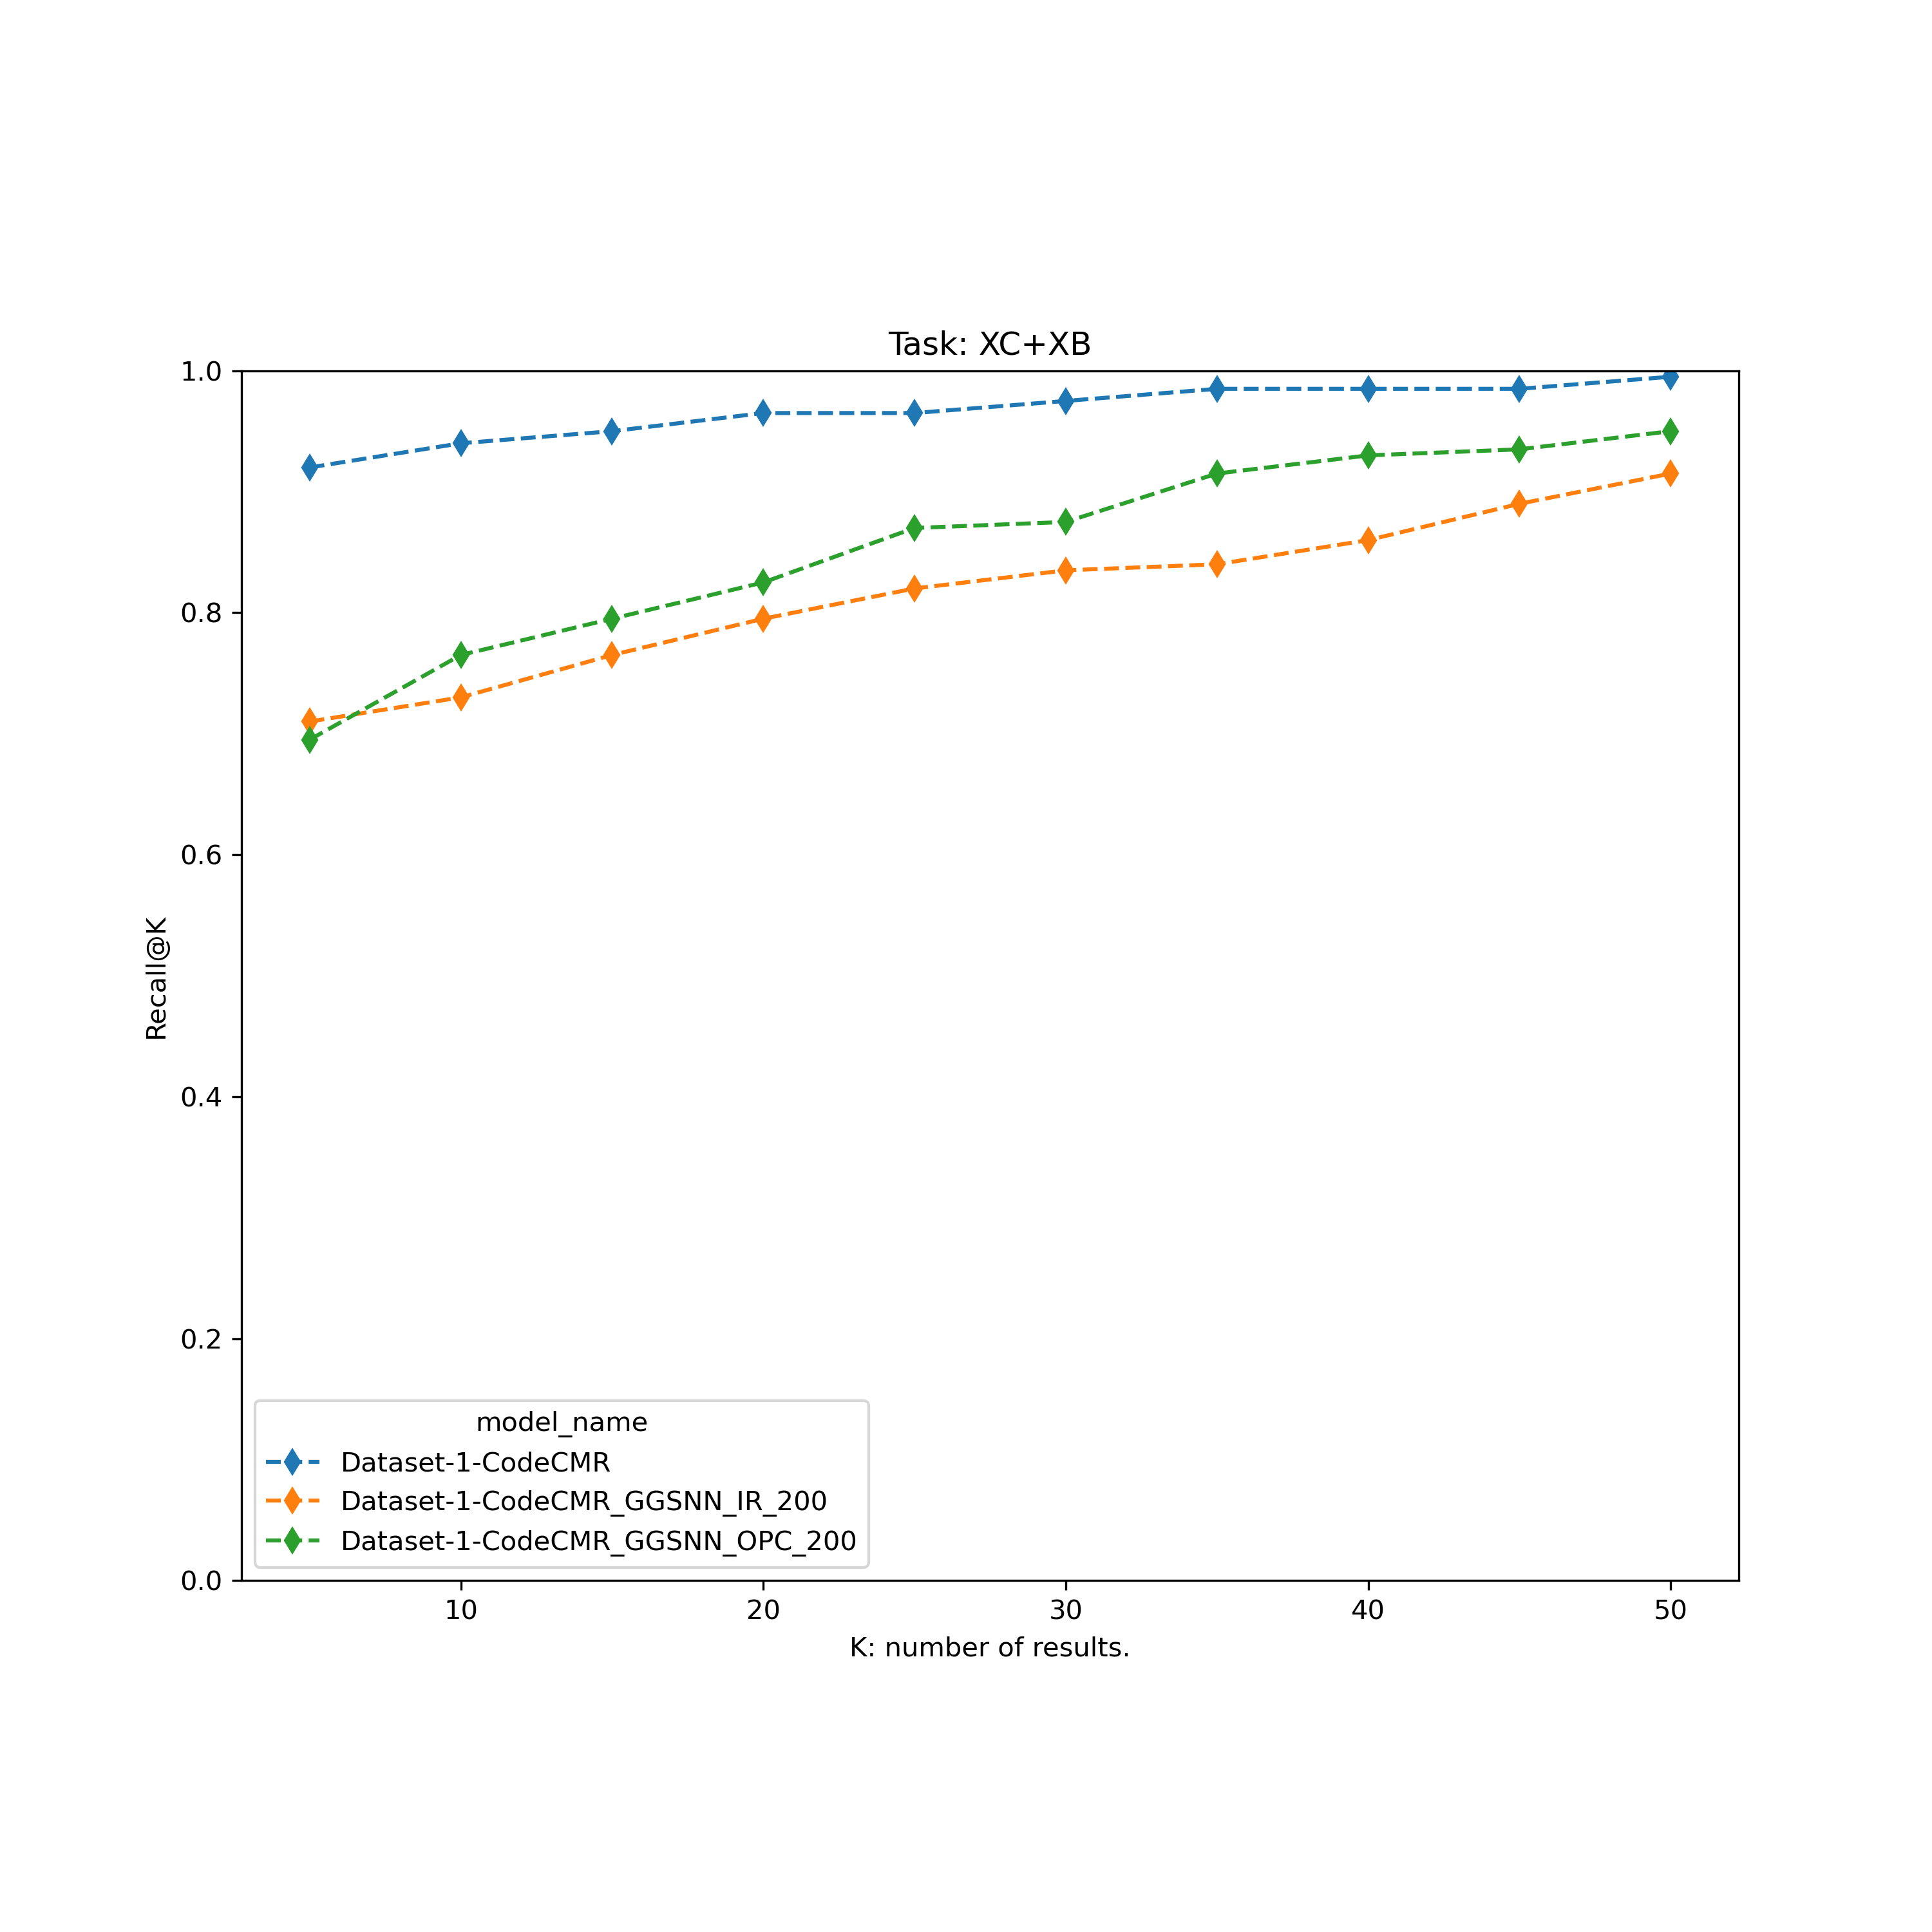 Task: XC+XB
1.0
0.8
0.6
0.4
0.2
0.0
Recall@K
model_name
Dataset-1-CodeCMR
Dataset-1-CodeCMR_GGSNN_IR_200
Dataset-1-CodeCMR_GGSNN_OPC_200
10 20 30 40 50
K: number of results.